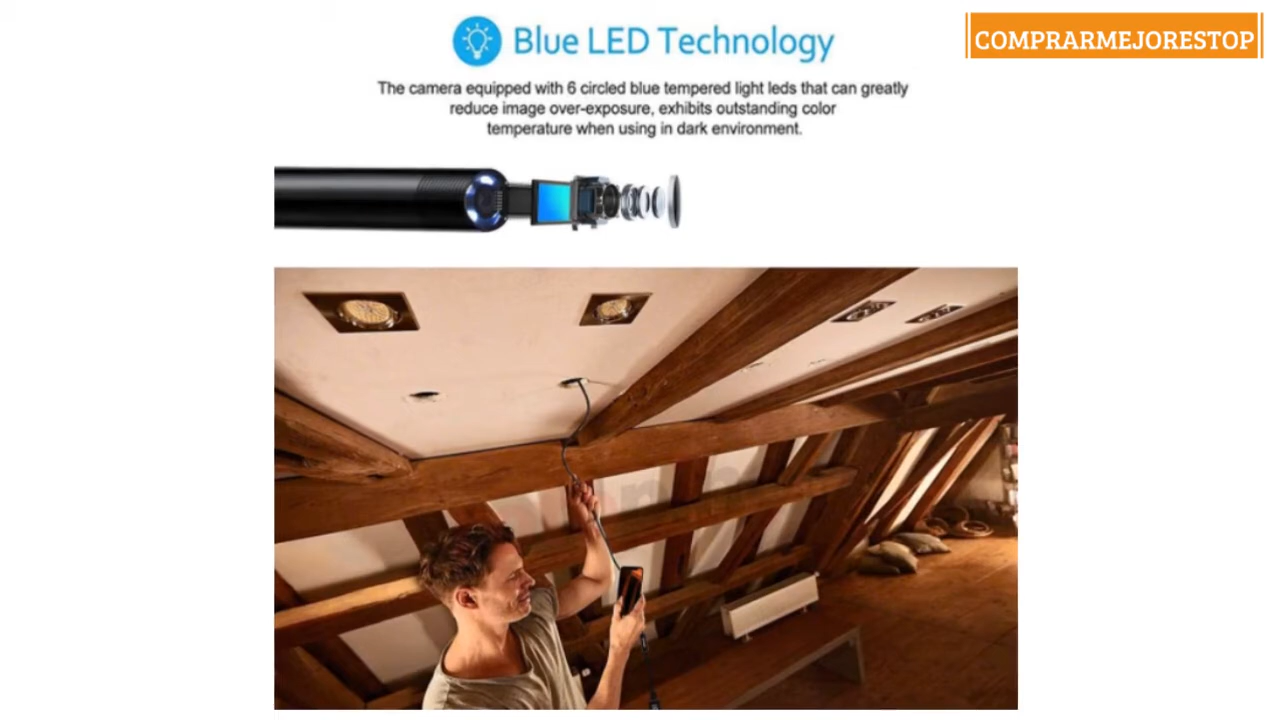 COMPRARMEJORESTOP
Blue LED Technology
The camera equipped with 6 circled blue tempered light leds that can greatly
reduce image over-exposure, exhibits outstanding color
temperature when using in dark environment.